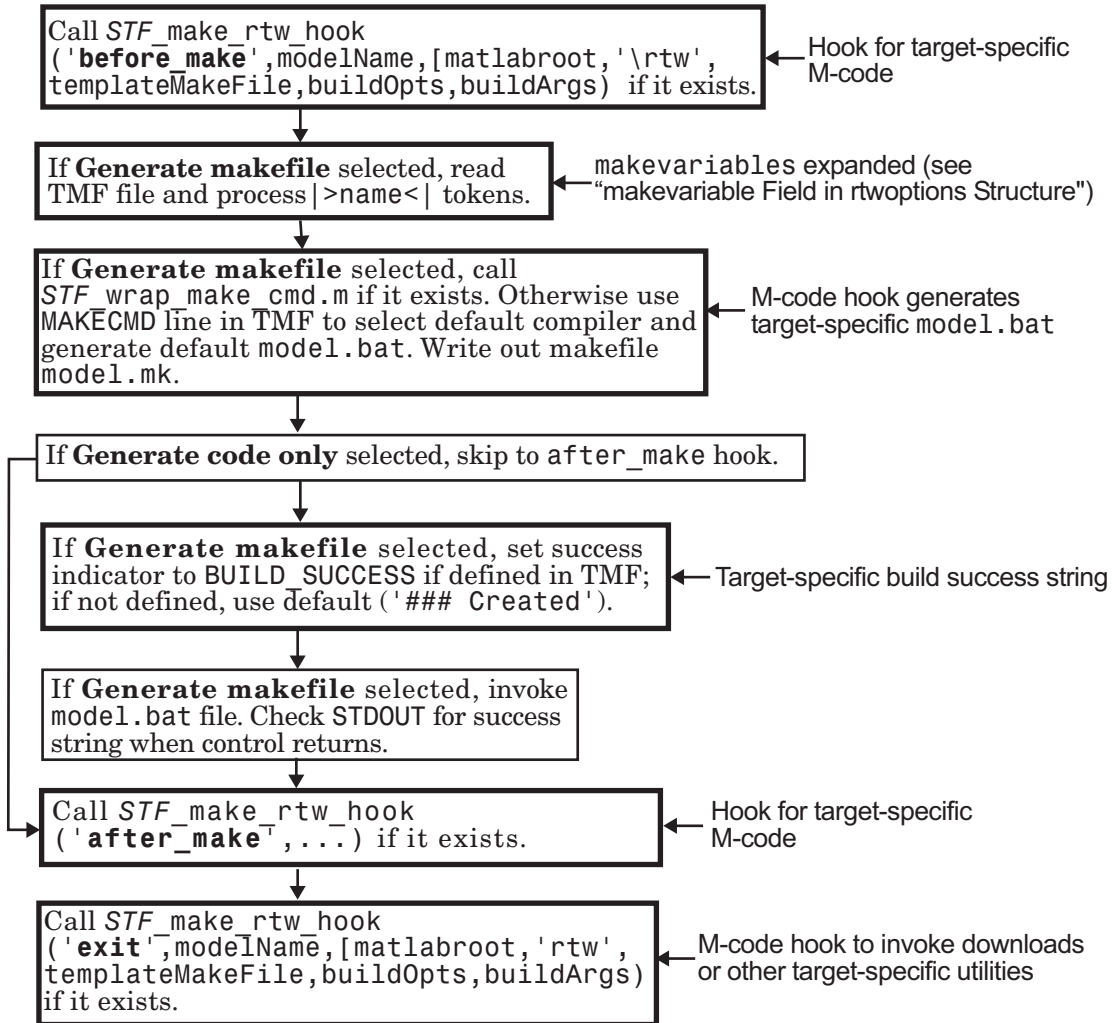 Call STF_make_rtw_hook
('before_make',modelName,[matlabroot,'\rtw',
templateMakeFile,buildOpts,buildArgs) if it exists.
Hook for target-specific
M-code
If Generate makefile selected, read
TMF file and process|>name<| tokens.
makevariables expanded (see
“makevariable Field in rtwoptions Structure")
If Generate makefile selected, call
STF_wrap_make_cmd.m if it exists. Otherwise use
MAKECMD line in TMF to select default compiler and
generate default model.bat. Write out makefile
model.mk.
M-code hook generates
target-specific model.bat
If Generate code only selected, skip to after_make hook.
If Generate makefile selected, set success
indicator to BUILD_SUCCESS if defined in TMF;
if not defined, use default ('### Created').
Target-specific build success string
If Generate makefile selected, invoke
model.bat file. Check STDOUT for success
string when control returns.
Call STF_make_rtw_hook
('after_make',...) if it exists.
Hook for target-specific
M-code
Call STF_make_rtw_hook
('exit',modelName,[matlabroot,'rtw',
templateMakeFile,buildOpts,buildArgs)
if it exists.
M-code hook to invoke downloads
or other target-specific utilities